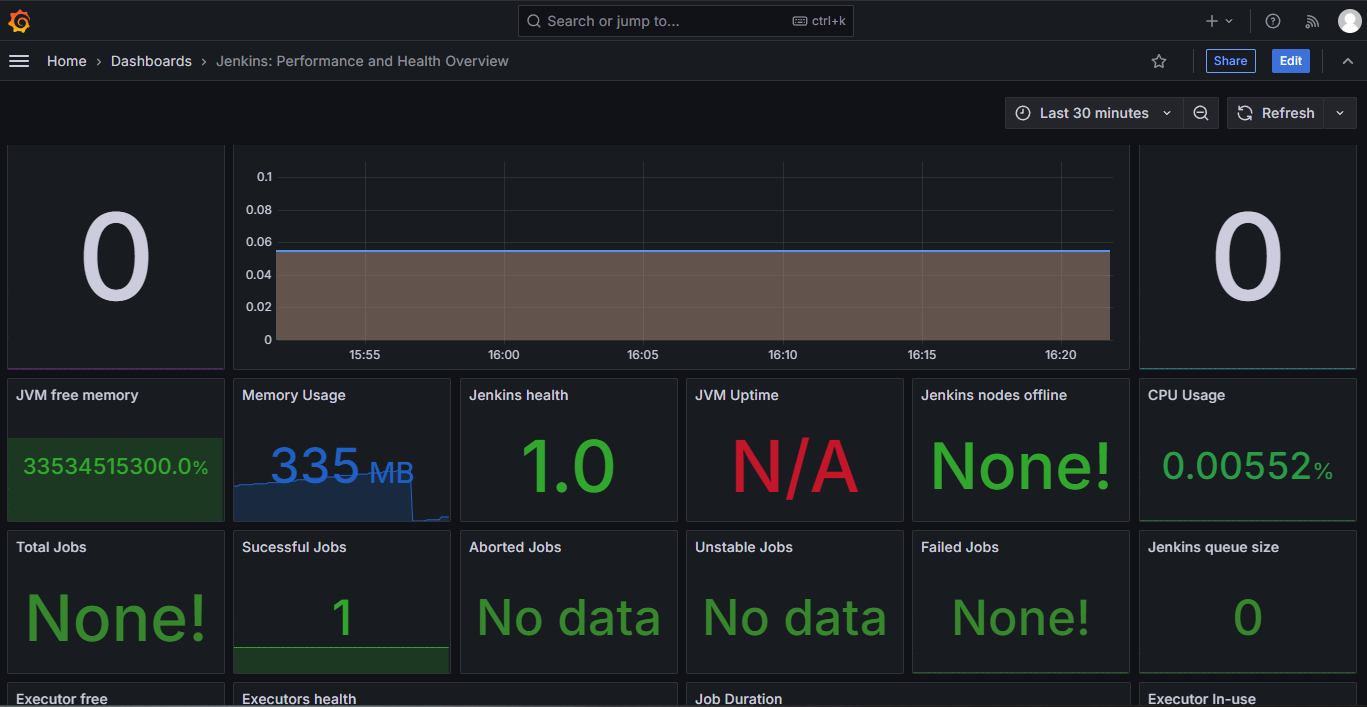 Search or jump to... ctrl+k
Home › Dashboards › Jenkins: Performance and Health Overview
Share Edit
Last 30 minutes Refresh
0
0.1
0.08
0.06
0.04
0.02
0
15:55 16:00 16:05 16:10 16:15 16:20
0
JVM free memory
33534515300.0%
Memory Usage
335 MB
Jenkins health
1.0
JVM Uptime
N/A
Jenkins nodes offline
None!
CPU Usage
0.00552%
Total Jobs
None!
Sucessful Jobs
1
Aborted Jobs
No data
Unstable Jobs
No data
Failed Jobs
None!
Jenkins queue size
0
Executor free
Executors health
Job Duration
Executor In-use